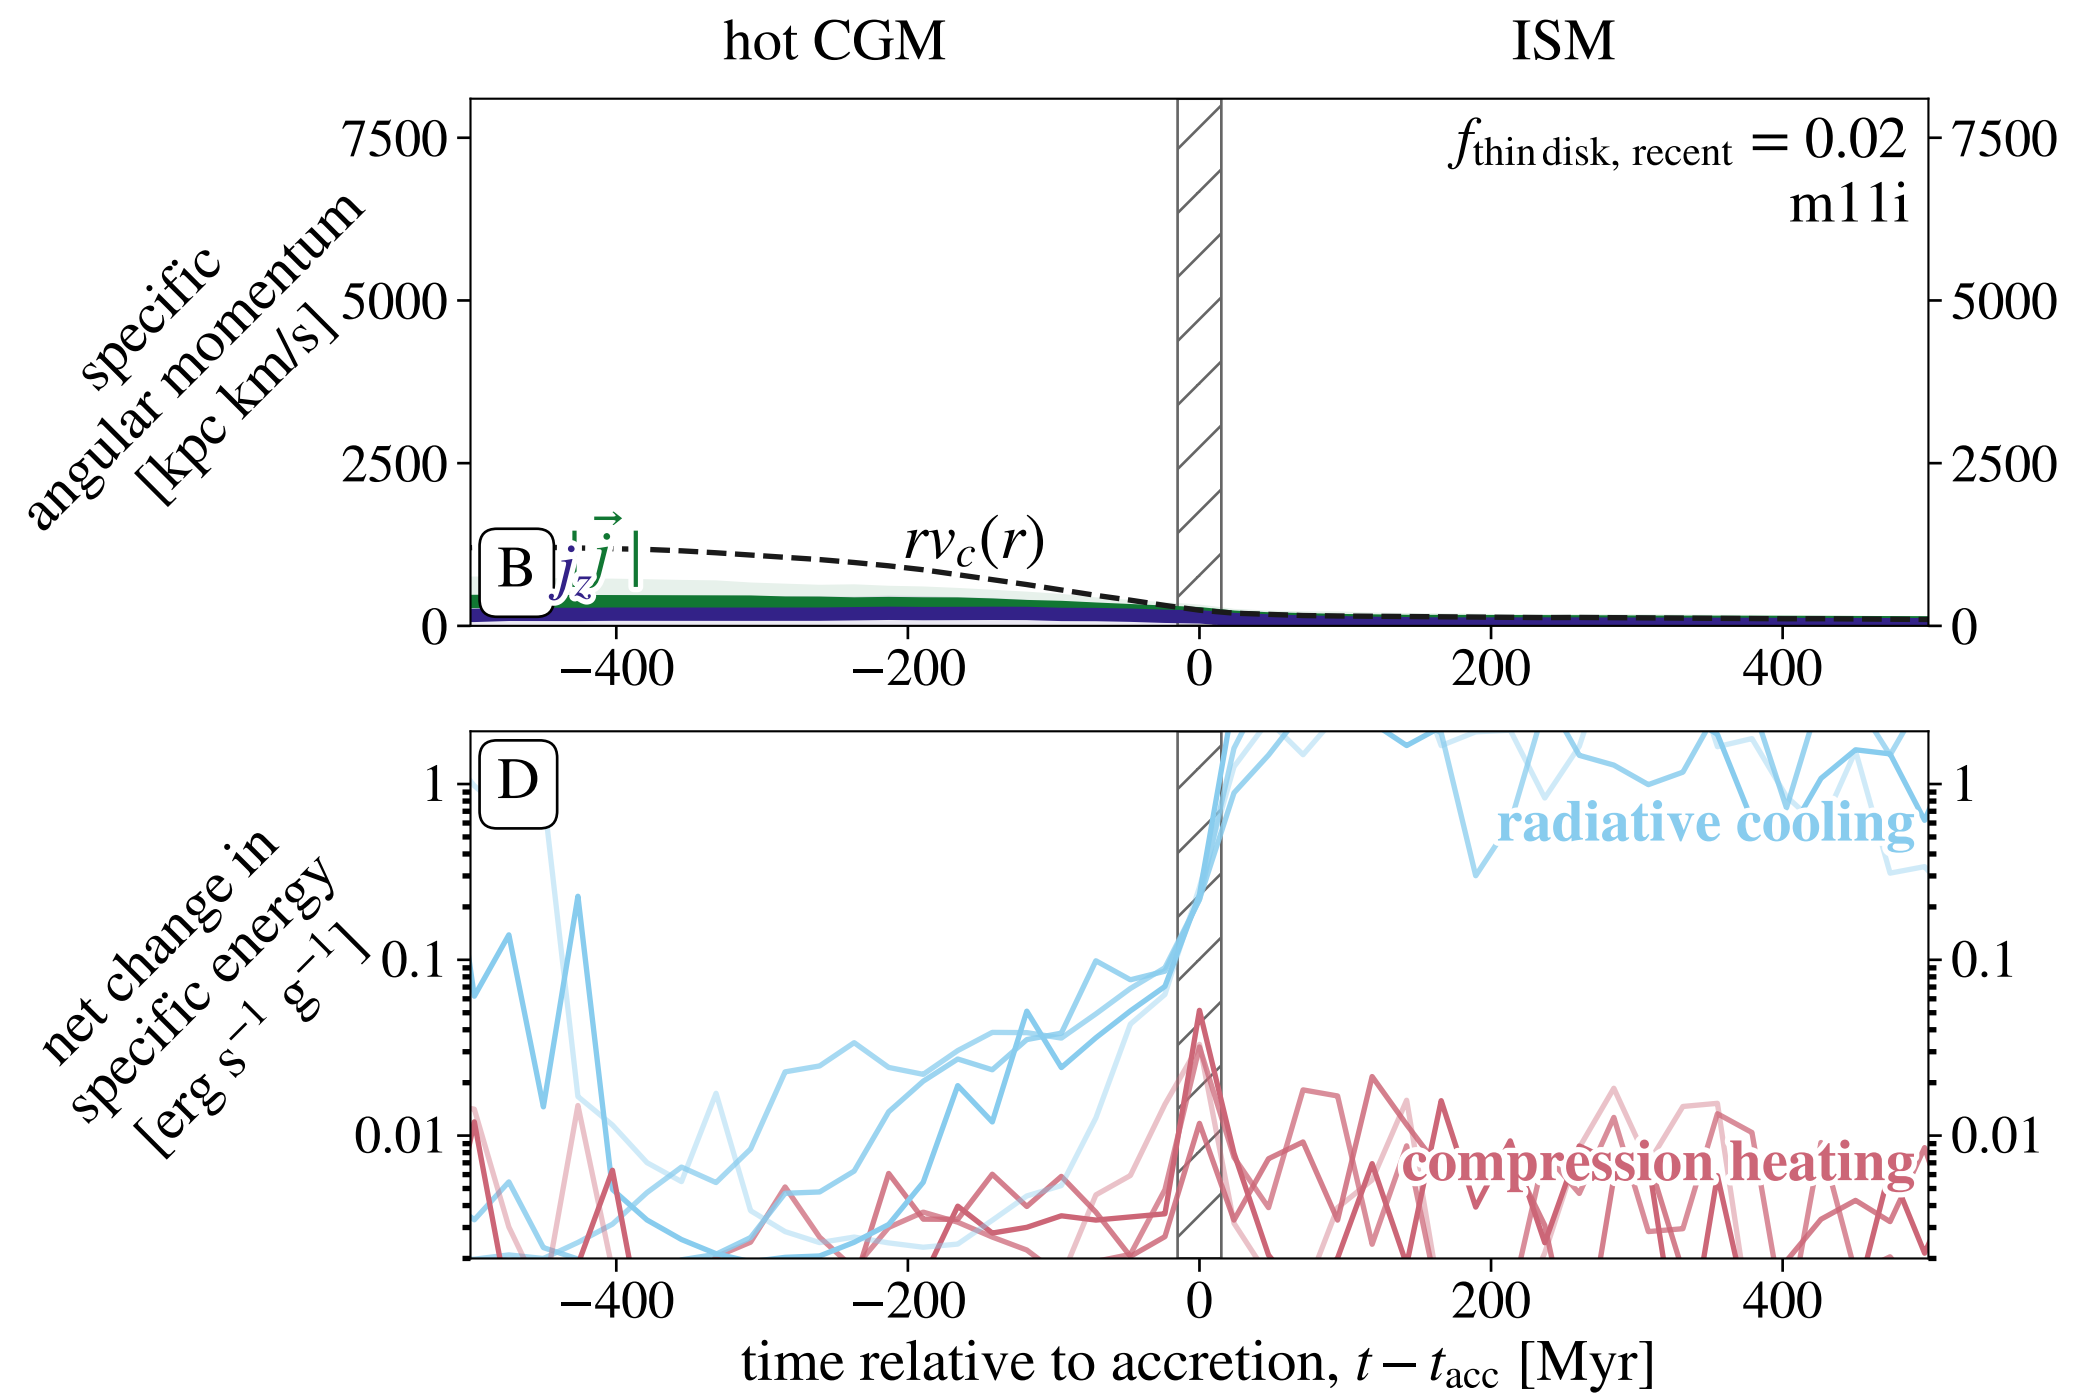 hot CGM
ISM
specific
angular momentum
[kpc km/s]
7500
5000
2500
0
7500
5000
2500
0
f_thin disk, recent = 0.02
m11i
B
j_z
|j⃗|
rv_c(r)
−400
−200
0
200
400
net change in
specific energy
[erg s⁻¹ g⁻¹]
1
0.1
0.01
1
0.1
0.01
D
radiative cooling
compression heating
−400
−200
0
200
400
time relative to accretion, t − t_acc [Myr]